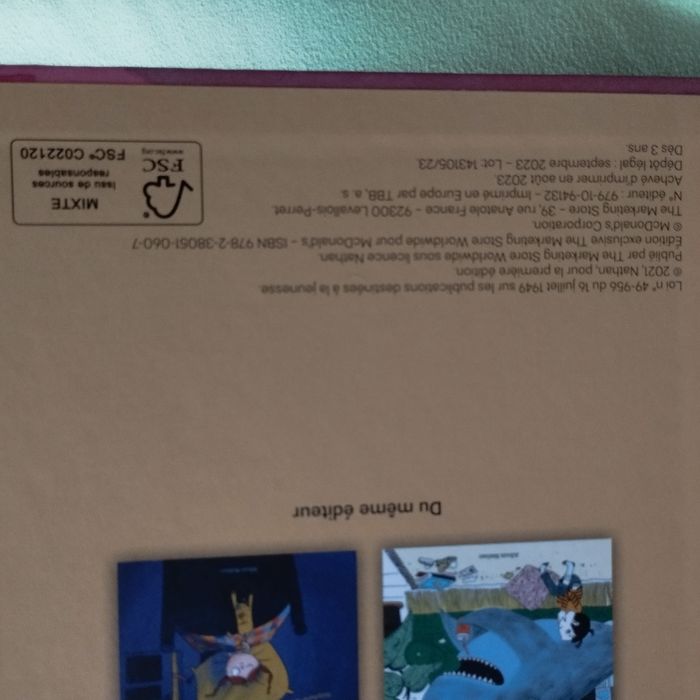 Du même éditeur
Loi n° 49-956 du 16 juillet 1949 sur les publications destinées à la jeunesse.
© 2021, Nathan, pour la première édition.
Publié par The Marketing Store Worldwide sous licence Nathan.
Édition exclusive The Marketing Store Worldwide pour McDonald's – ISBN 978-2-38051-060-7
© McDonald's Corporation.
The Marketing Store – 39, rue Anatole France – 92300 Levallois-Perret.
N° éditeur : 979-10-94132 – Imprimé en Europe par TBB, a. s
Achevé d'imprimer en août 2023.
Dépôt légal : septembre 2023 – Lot: 143105/23.
Dès 3 ans.
MIXTE
Issu de sources
responsables
FSC® C022120
FSC
www.fsc.org